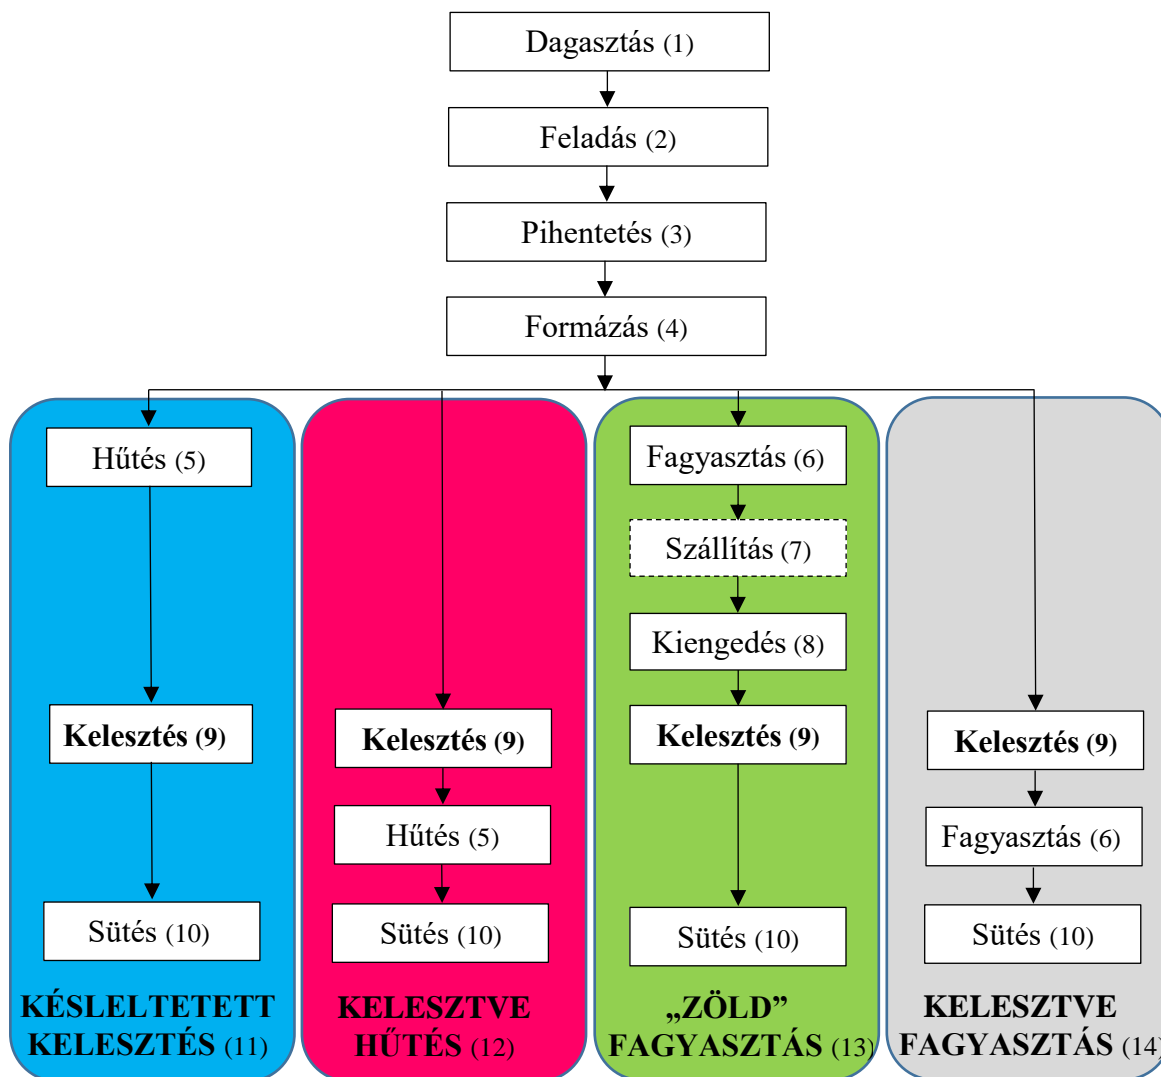 Dagasztás (1)
Feladás (2)
Pihentetés (3)
Formázás (4)
Hűtés (5)
Kelesztés (9)
Sütés (10)
KÉSLELTETETT
KELESZTÉS (11)
Kelesztés (9)
Hűtés (5)
Sütés (10)
KELESZTVE
HŰTÉS (12)
Fagyasztás (6)
Szállítás (7)
Kiengedés (8)
Kelesztés (9)
Sütés (10)
„ZÖLD”
FAGYASZTÁS (13)
Kelesztés (9)
Fagyasztás (6)
Sütés (10)
KELESZTVE
FAGYASZTÁS (14)